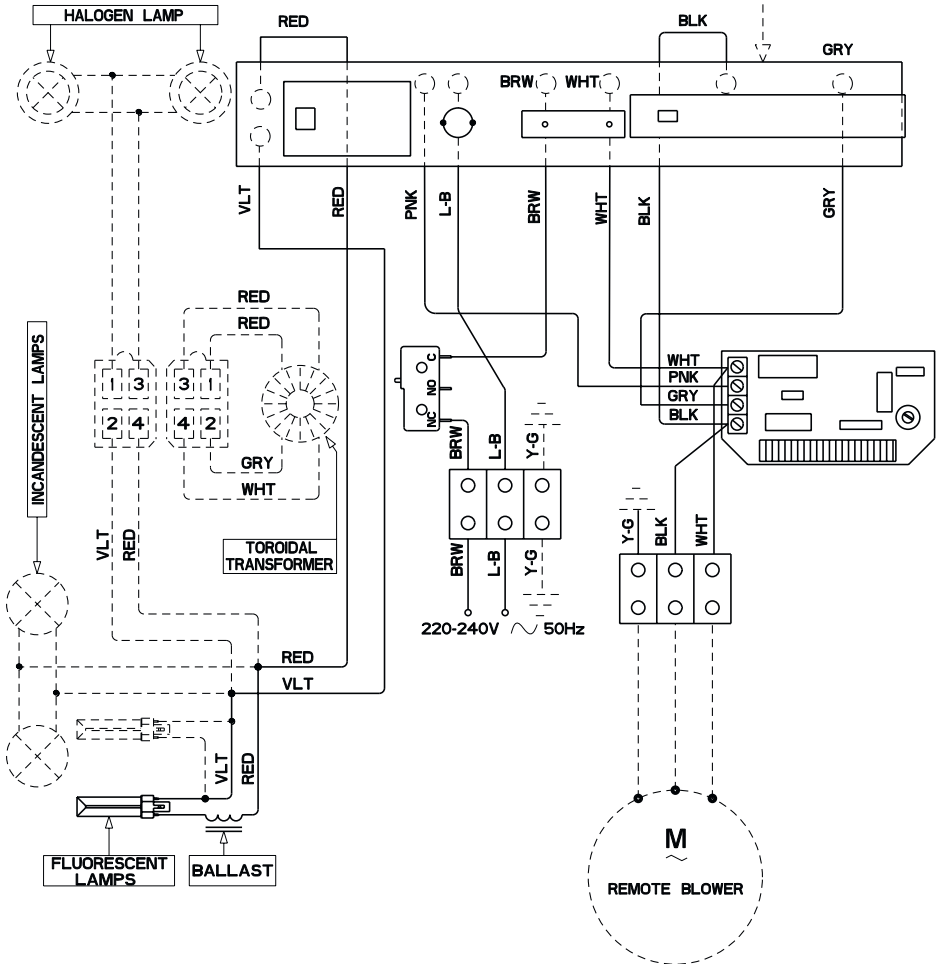 HALOGEN LAMP
RED
BLK
GRY
BRW
WHT
VLT
RED
PNK
L-B
BRW
WHT
BLK
GRY
RED
RED
INCANDESCENT LAMPS
1 3
3 1
2 4
4 2
GRY
WHT
C
NO
NC
WHT
PNK
GRY
BLK
BRW
L-B
Y-G
VLT
RED
TOROIDAL
TRANSFORMER
Y-G
BLK
WHT
BRW
L-B
Y-G
220-240V 50Hz
RED
VLT
VLT
RED
FLUORESCENT
LAMPS
BALLAST
M
REMOTE BLOWER